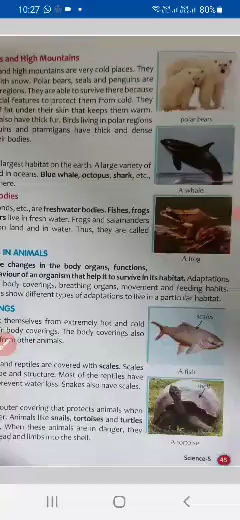 10:27
80%
s and High Mountains
and high mountains are very cold places. They
ith snow. Polar bears, seals and penguins are
regions. They are able to survive there because
cial features to protect them from cold. They
f fat under their skin that keeps them warm.
also have thick fur. Birds living in polar regions
uins and ptarmigans have thick and dense
eir bodies.
polar bears
largest habitat on the earth. A large variety of
d in oceans. Blue whale, octopus, shark, etc.,
here.
A whale
odies
onds, etc., are freshwater bodies. Fishes, frogs
rs live in fresh water. Frogs and salamanders
on land and in water. Thus, they are called
A frog
IN ANIMALS
e changes in the body organs, functions,
aviour of an organism that help it to survive in its habitat. Adaptations
body coverings, breathing organs, movement and feeding habits.
s show different types of adaptations to live in a particular habitat.
NGS
t themselves from extremely hot and cold
ir body coverings. The body coverings also
from other animals.
scales
A fish
and reptiles are covered with scales. Scales
pe and structure. Most of the reptiles have
prevent water loss. Snakes also have scales.
shell
outer covering that protects animals when
er. Animals like snails, tortoises and turtles
. When these animals are in danger, they
ead and limbs into the shell.
A tortoise
Science-5 45